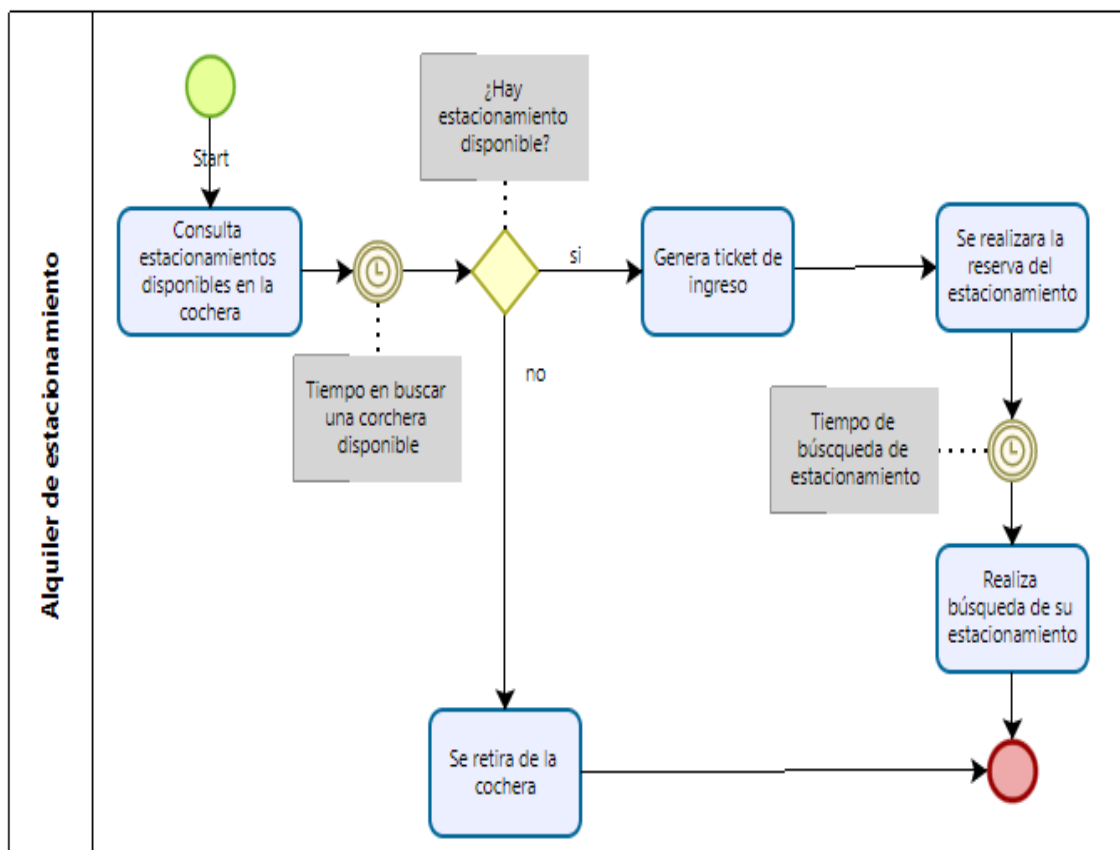 Alquiler de estacionamiento
Start
Consulta
estacionamientos
disponibles en la
cochera
Tiempo en buscar
una corchera
disponible
¿Hay
estacionamiento
disponible?
si
no
Genera ticket de
ingreso
Se realizara la
reserva del
estacionamiento
Tiempo de
búscqueda de
estacionamiento
Realiza
búsqueda de su
estacionamiento
Se retira de la
cochera